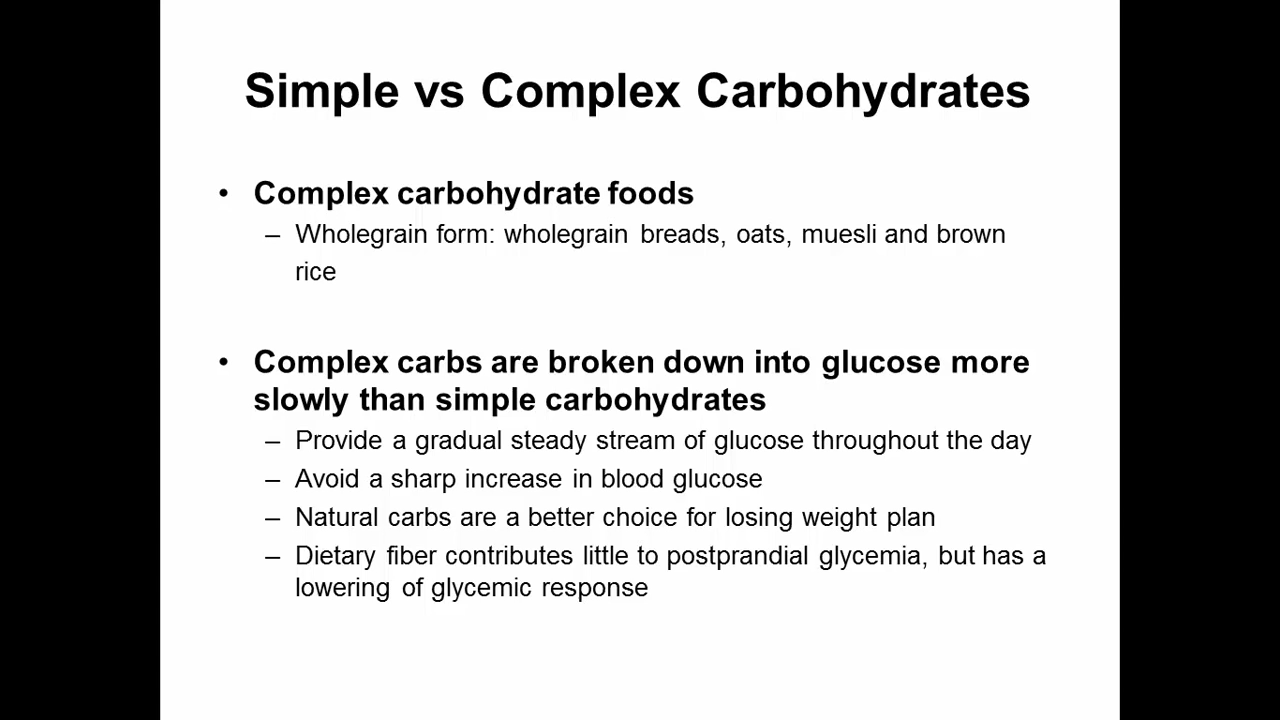 Simple vs Complex Carbohydrates
• Complex carbohydrate foods
– Wholegrain form: wholegrain breads, oats, muesli and brown
rice
• Complex carbs are broken down into glucose more
slowly than simple carbohydrates
– Provide a gradual steady stream of glucose throughout the day
– Avoid a sharp increase in blood glucose
– Natural carbs are a better choice for losing weight plan
– Dietary fiber contributes little to postprandial glycemia, but has a
lowering of glycemic response